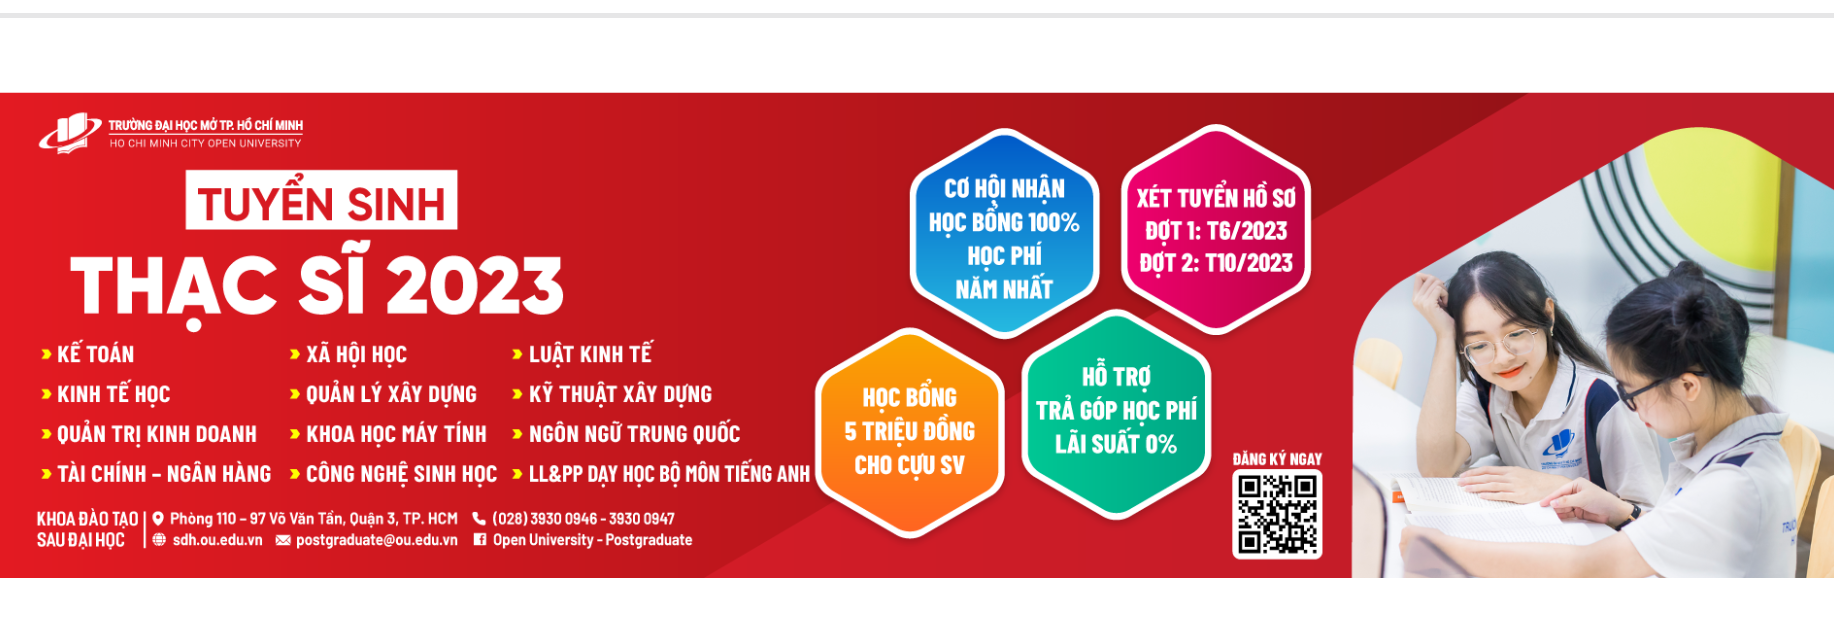 TRƯỜNG ĐẠI HỌC MỞ TP. HỒ CHÍ MINH
HO CHI MINH CITY OPEN UNIVERSITY
TUYỂN SINH
THẠC SĨ 2023
KẾ TOÁN
KINH TẾ HỌC
QUẢN TRỊ KINH DOANH
TÀI CHÍNH – NGÂN HÀNG
XÃ HỘI HỌC
QUẢN LÝ XÂY DỰNG
KHOA HỌC MÁY TÍNH
CÔNG NGHỆ SINH HỌC
LUẬT KINH TẾ
KỸ THUẬT XÂY DỰNG
NGÔN NGỮ TRUNG QUỐC
LL&PP DẠY HỌC BỘ MÔN TIẾNG ANH
KHOA ĐÀO TẠO
SAU ĐẠI HỌC
Phòng 110 – 97 Võ Văn Tần, Quận 3, TP. HCM
(028) 3930 0946 - 3930 0947
sdh.ou.edu.vn
postgraduate@ou.edu.vn
Open University - Postgraduate
CƠ HỘI NHẬN
HỌC BỔNG 100%
HỌC PHÍ
NĂM NHẤT
XÉT TUYỂN HỒ SƠ
ĐỢT 1: T6/2023
ĐỢT 2: T10/2023
HỌC BỔNG
5 TRIỆU ĐỒNG
CHO CỰU SV
HỖ TRỢ
TRẢ GÓP HỌC PHÍ
LÃI SUẤT 0%
ĐĂNG KÝ NGAY